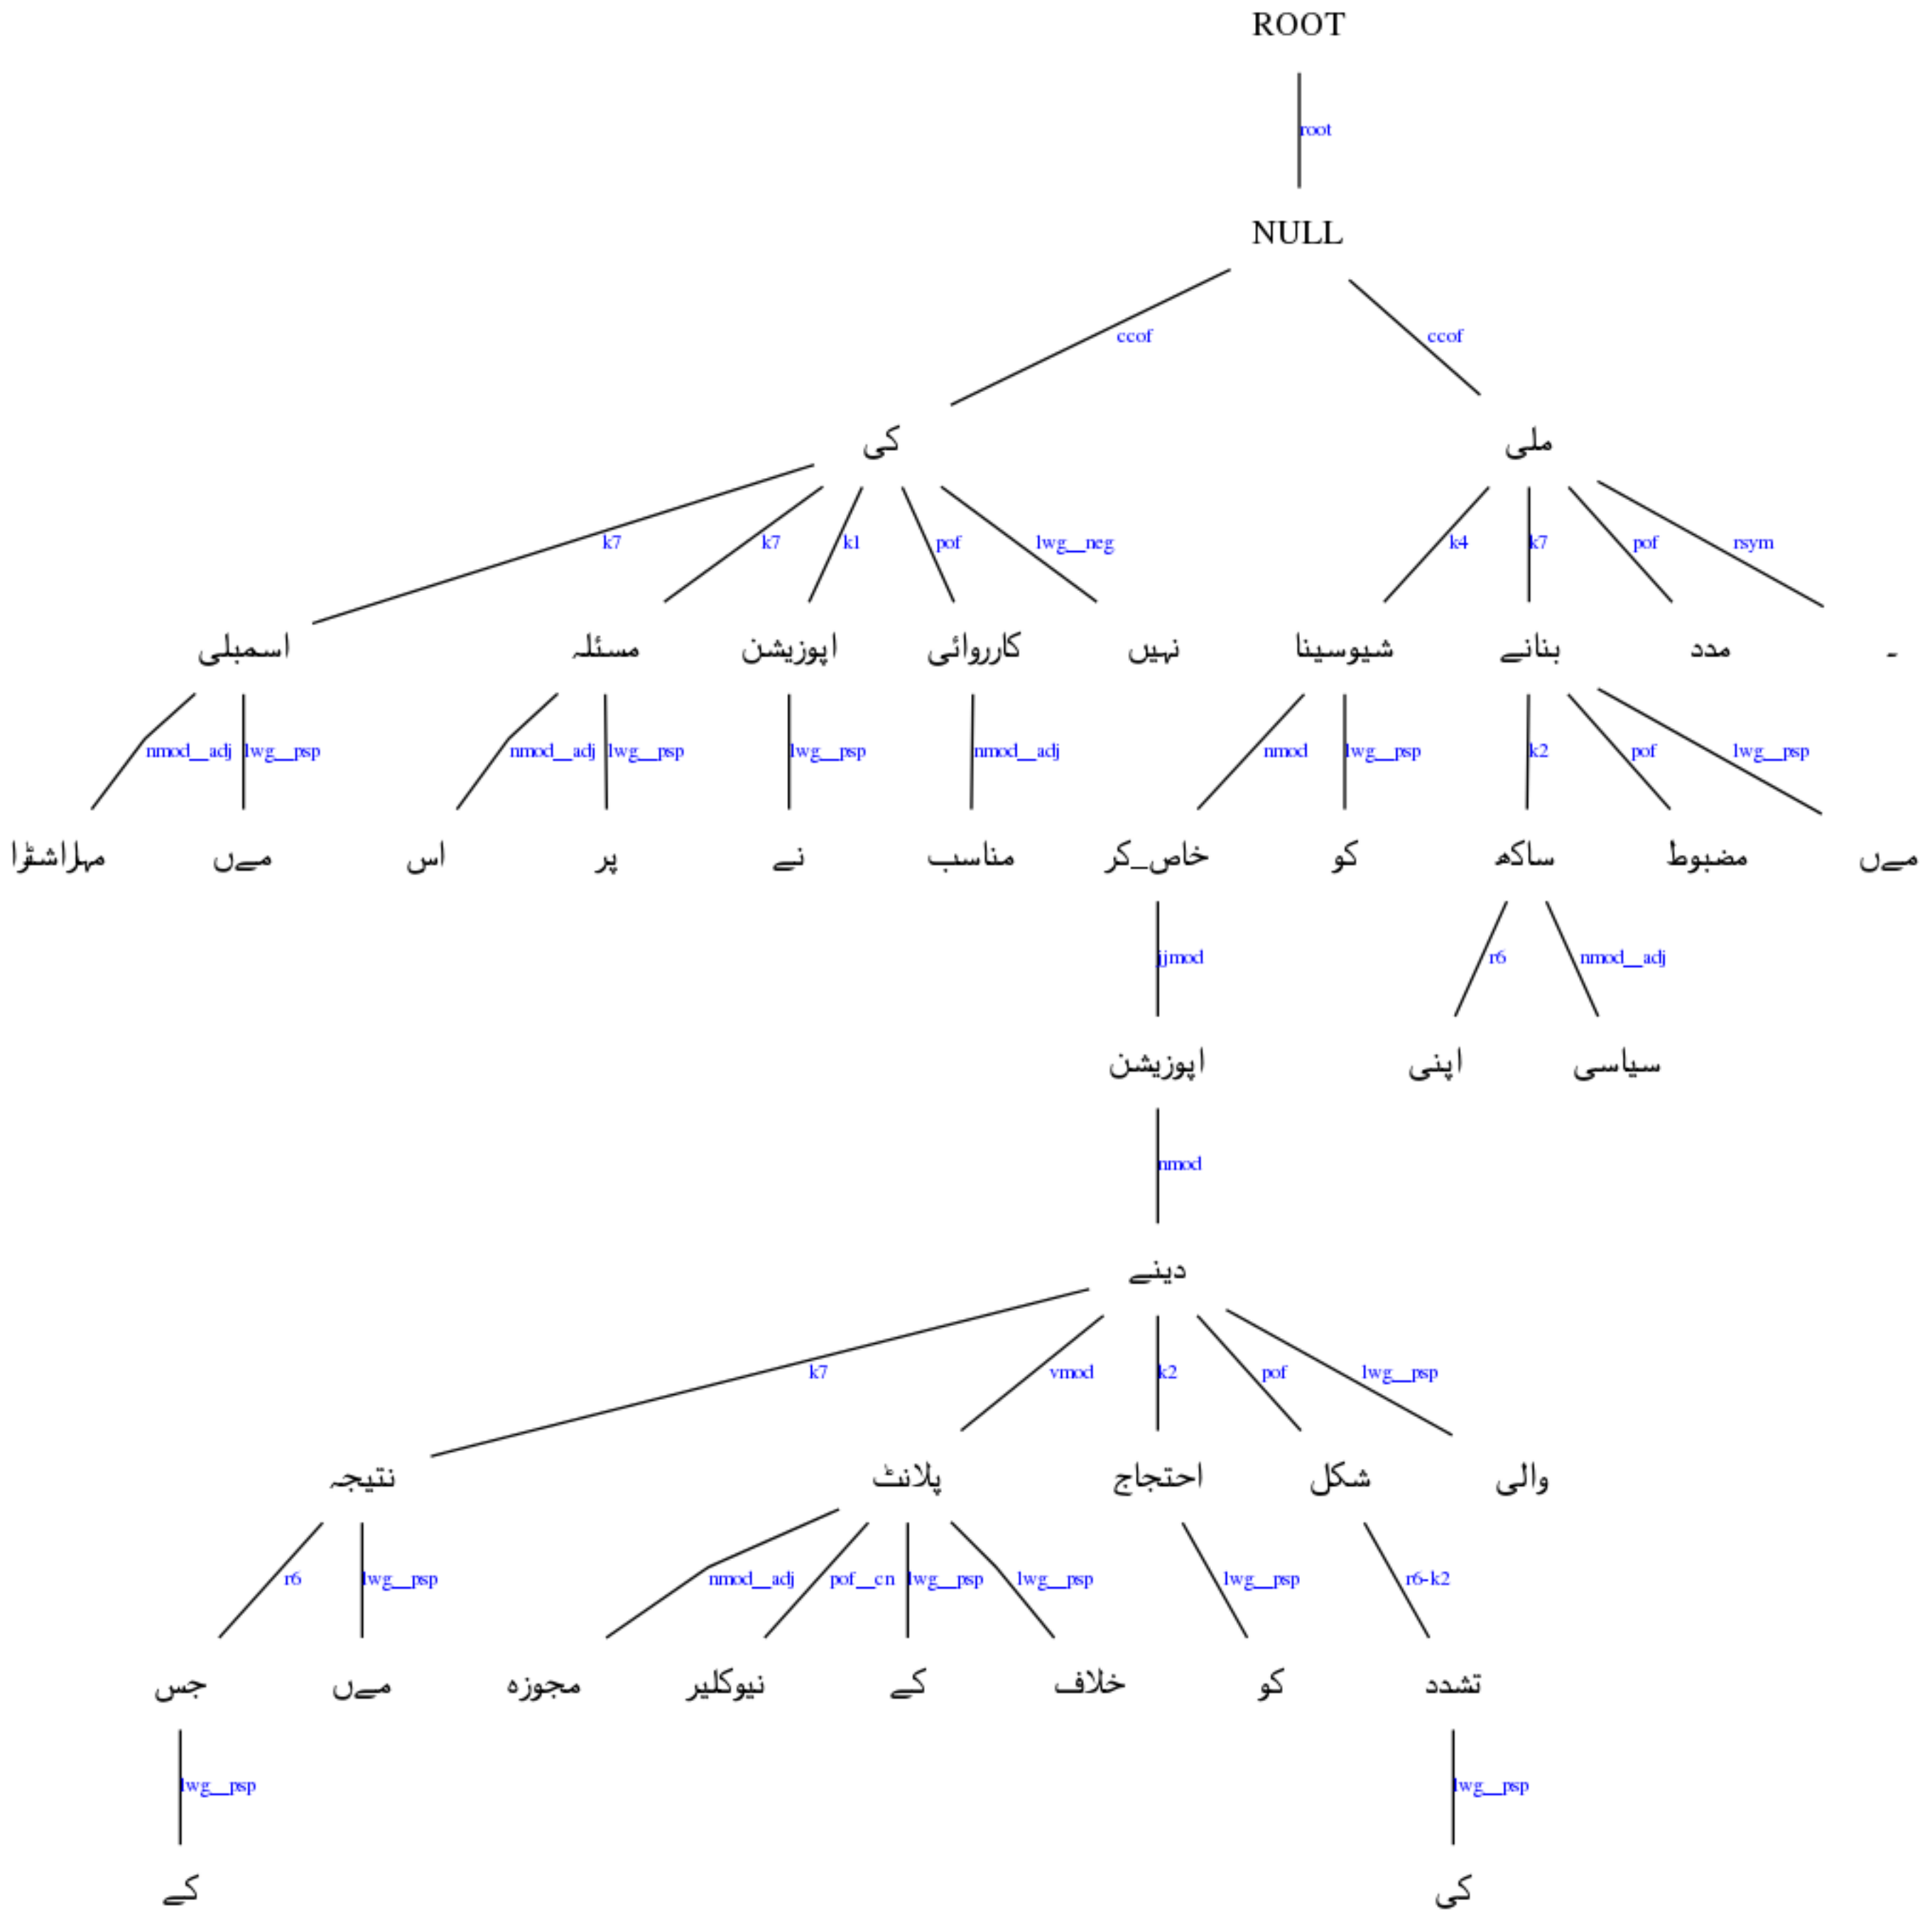 ROOT
root
NULL
ccof ccof
کی ملی
k7 k7 k1 pof lwg__neg k4 k7 pof rsym
اسمبلی مسئلہ اپوزیشن کارروائی نہیں شیوسینا بنانے مدد ۔
nmod__adj lwg__psp nmod__adj lwg__psp lwg__psp nmod__adj nmod lwg__psp k2 pof lwg__psp
مہاراشٹرا مےں اس پر نے مناسب خاص_کر کو ساکھ مضبوط مےں
jjmod r6 nmod__adj
اپوزیشن اپنی سیاسی
nmod
دینے
k7 vmod k2 pof lwg__psp
نتیجہ پلانٹ احتجاج شکل والی
r6 lwg__psp nmod__adj pof__cn lwg__psp lwg__psp lwg__psp r6-k2
جس مےں مجوزہ نیوکلیر کے خلاف کو تشدد
lwg__psp lwg__psp
کے کی